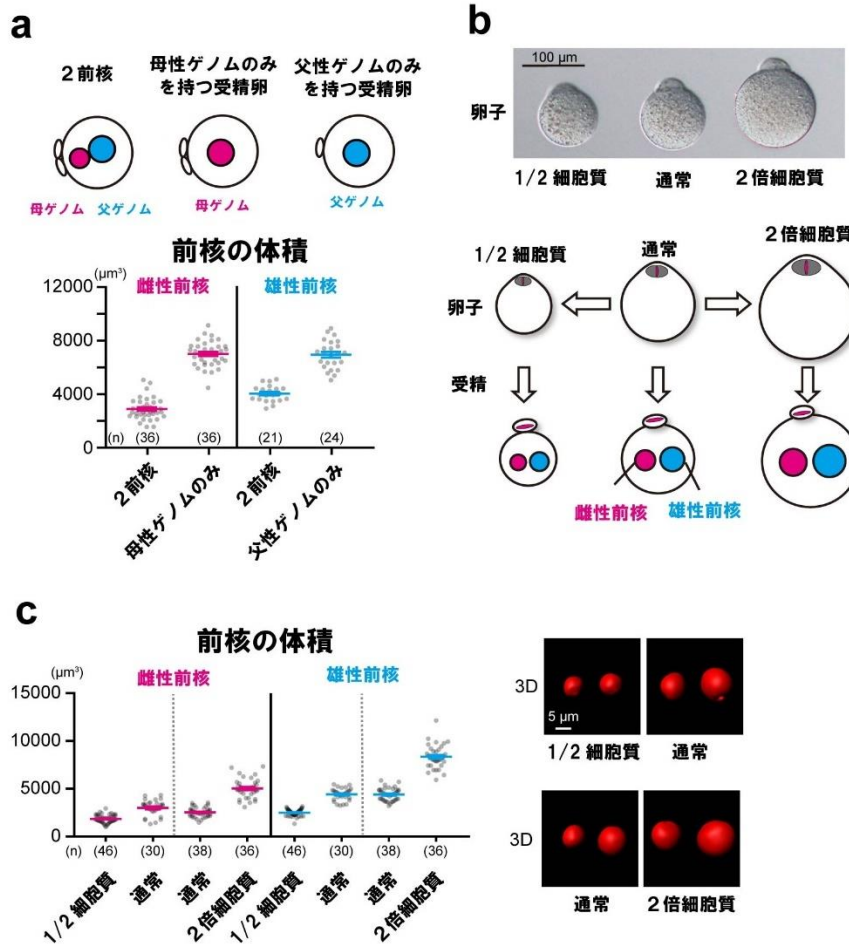 a
2前核
母性ゲノムのみ
を持つ受精卵
父性ゲノムのみ
を持つ受精卵
母ゲノム 父ゲノム
母ゲノム
父ゲノム
前核の体積
(μm³)
雌性前核 雄性前核
12000
8000
4000
0
(n) (36) (36) (21) (24)
2前核
母性ゲノムのみ
2前核
父性ゲノムのみ
b
100 μm
卵子
1/2 細胞質 通常 2倍細胞質
1/2 細胞質 通常 2倍細胞質
卵子
受精
雌性前核 雄性前核
c
前核の体積
(μm³)
雌性前核 雄性前核
15000
10000
5000
0
(n) (46) (30) (38) (36) (46) (30) (38) (36)
1/2 細胞質
通常
通常
2倍細胞質
1/2 細胞質
通常
通常
2倍細胞質
3D
5 μm
1/2 細胞質 通常
3D
通常 2倍細胞質